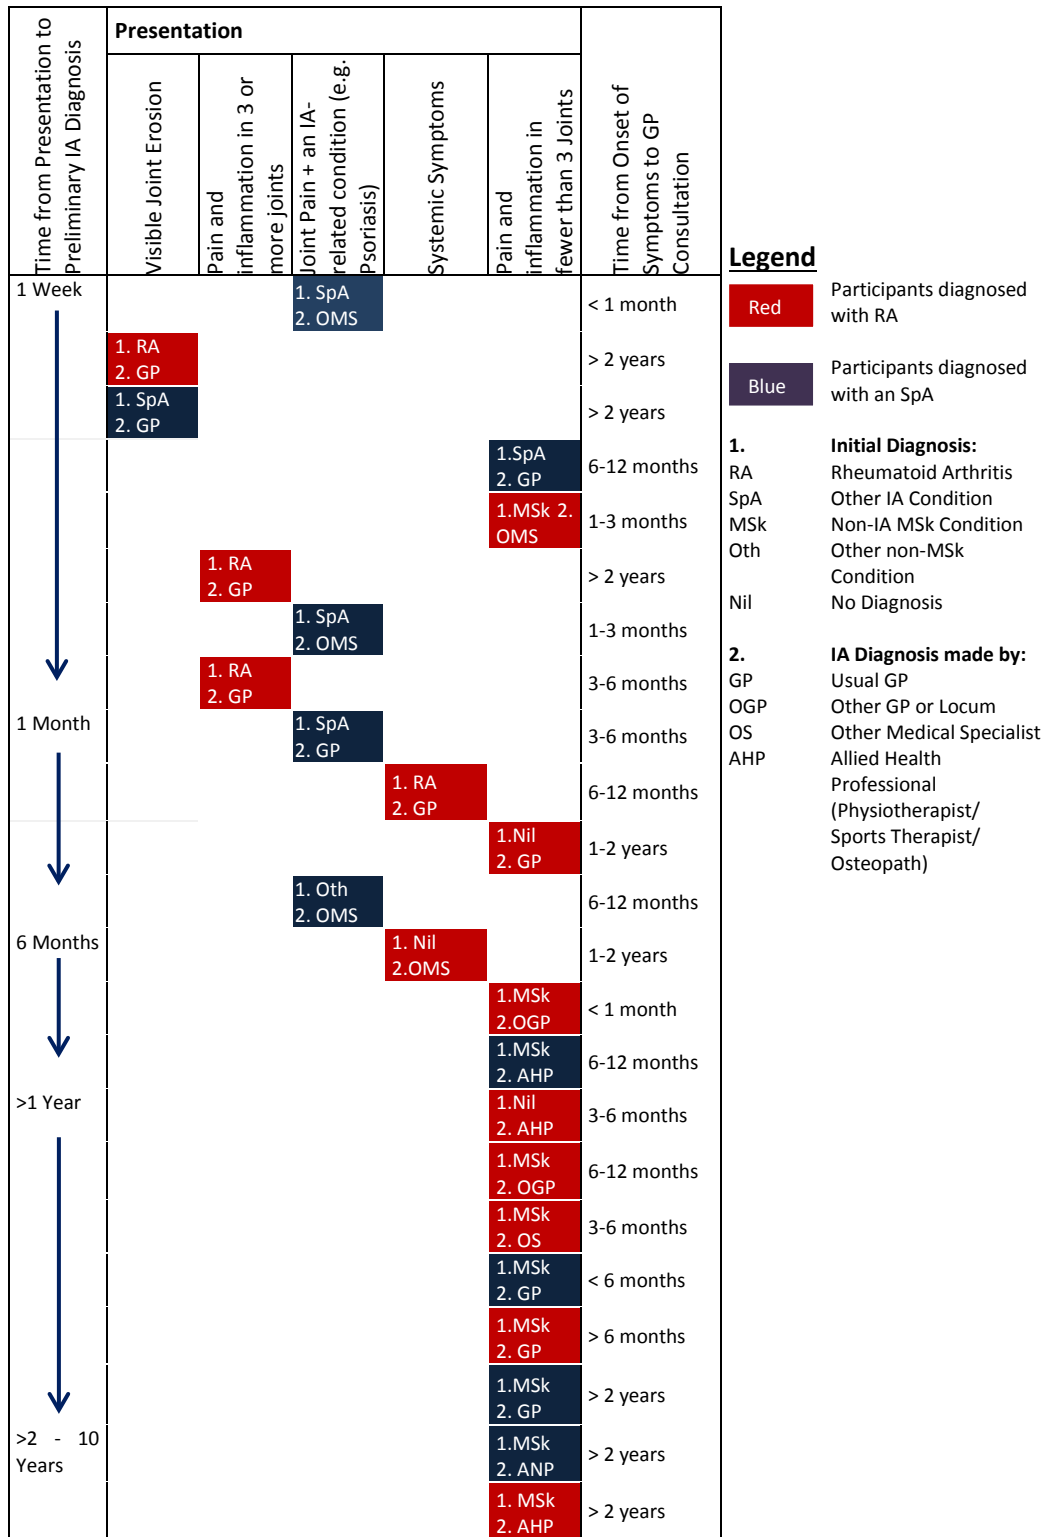 Time from Presentation to
Preliminary IA Diagnosis
Presentation
Visible Joint Erosion
Pain and
inflammation in 3 or
more joints
Joint Pain + an IA-
related condition (e.g.
Psoriasis)
Systemic Symptoms
Pain and
inflammation in
fewer than 3 Joints
Time from Onset of
Symptoms to GP
Consultation
1 Week
1. SpA
2. OMS
< 1 month
1. RA
2. GP
> 2 years
1. SpA
2. GP
> 2 years
1.SpA
2. GP
6-12 months
1.MSk 2.
OMS
1-3 months
1. RA
2. GP
> 2 years
1. SpA
2. OMS
1-3 months
1. RA
2. GP
3-6 months
1 Month
1. SpA
2. GP
3-6 months
1. RA
2. GP
6-12 months
1.Nil
2. GP
1-2 years
1. Oth
2. OMS
6-12 months
6 Months
1. Nil
2.OMS
1-2 years
1.MSk
2.OGP
< 1 month
1.MSk
2. AHP
6-12 months
>1 Year
1.Nil
2. AHP
3-6 months
1.MSk
2. OGP
6-12 months
1.MSk
2. OS
3-6 months
1.MSk
2. GP
< 6 months
1.MSk
2. GP
> 6 months
1.MSk
2. GP
> 2 years
>2 - 10
Years
1.MSk
2. ANP
> 2 years
1. MSk
2. AHP
> 2 years
Legend
Red
Participants diagnosed
with RA
Blue
Participants diagnosed
with an SpA
1. Initial Diagnosis:
RA Rheumatoid Arthritis
SpA Other IA Condition
MSk Non-IA MSk Condition
Oth Other non-MSk
Condition
Nil No Diagnosis
2. IA Diagnosis made by:
GP Usual GP
OGP Other GP or Locum
OS Other Medical Specialist
AHP Allied Health
Professional
(Physiotherapist/
Sports Therapist/
Osteopath)